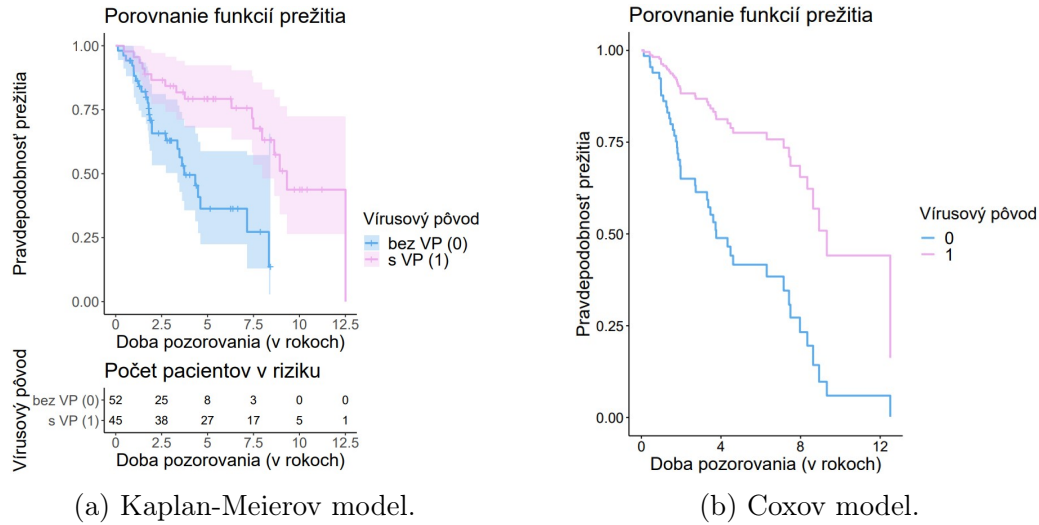 Porovnanie funkcií prežitia
Pravdepodobnosť prežitia
1.00
0.75
0.50
0.25
0.00
0 2.5 5 7.5 10 12.5
Doba pozorovania (v rokoch)
Vírusový pôvod
bez VP (0)
s VP (1)
Počet pacientov v riziku
Vírusový pôvod
bez VP (0) 52 25 8 3 0 0
s VP (1) 45 38 27 17 5 1
0 2.5 5 7.5 10 12.5
Doba pozorovania (v rokoch)
(a) Kaplan-Meierov model.
Porovnanie funkcií prežitia
Pravdepodobnosť prežitia
1.00
0.75
0.50
0.25
0.00
0 4 8 12
Doba pozorovania (v rokoch)
Vírusový pôvod
0
1
(b) Coxov model.